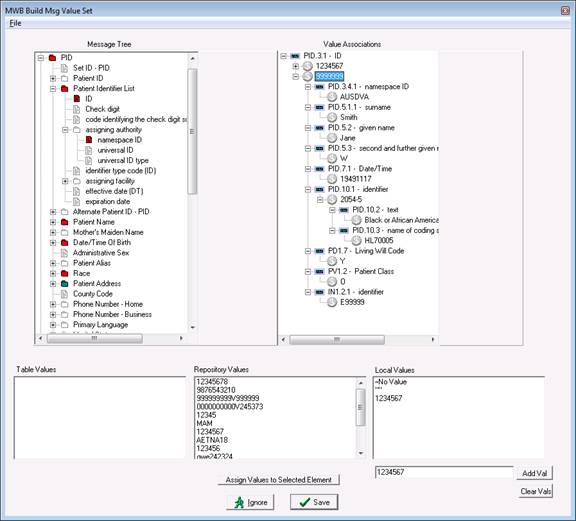 MWB Build Msg Value Set
File
Message Tree
PID
Set ID - PID
Patient ID
Patient Identifier List
ID
Check digit
code identifying the check digit
assigning authority
namespace ID
universal ID
universal ID type
identifier type code (ID)
assigning facility
effective date (DT)
expiration date
Alternate Patient ID - PID
Patient Name
Mother's Maiden Name
Date/Time Of Birth
Administrative Sex
Patient Alias
Race
Patient Address
County Code
Phone Number - Home
Phone Number - Business
Primary Language
Value Associations
PID.3.1 - ID
1234567
9999999
PID.3.4.1 - namespace ID
AUSDVA
PID.5.1.1 - surname
Smith
PID.5.2 - given name
Jane
PID.5.3 - second and further given
W
PID.7.1 - Date/Time
19491117
PID.10.1 - identifier
2054-5
PID.10.2 - text
Black or African America
PID.10.3 - name of coding s
HL70005
PD1.7 - Living Will Code
Y
PV1.2 - Patient Class
O
IN1.2.1 - identifier
E99999
Table Values
Repository Values
12345678
9876543210
999999999V999999
0000000000V245373
12345
MAM
1234567
AETNA18
123456
qwe242324
Local Values
~No Value
""
1234567
1234567
Add Val
Assign Values to Selected Element
Clear Vals
Ignore
Save